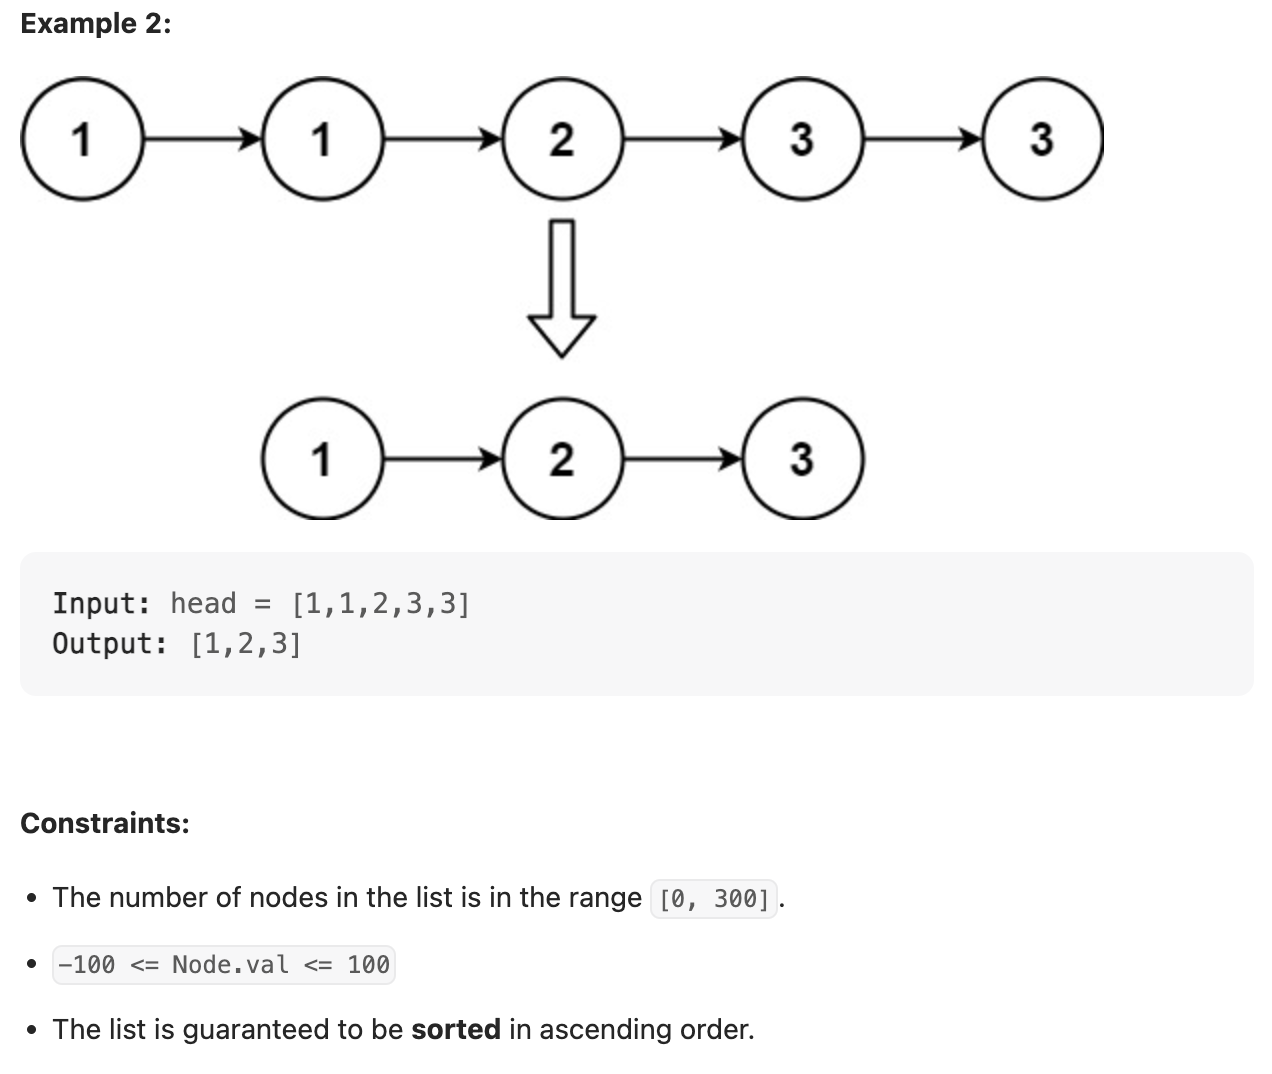 Example 2:
1 1 2 3 3
1 2 3
Input: head = [1,1,2,3,3]
Output: [1,2,3]
Constraints:
• The number of nodes in the list is in the range [0, 300].
• -100 <= Node.val <= 100
• The list is guaranteed to be sorted in ascending order.